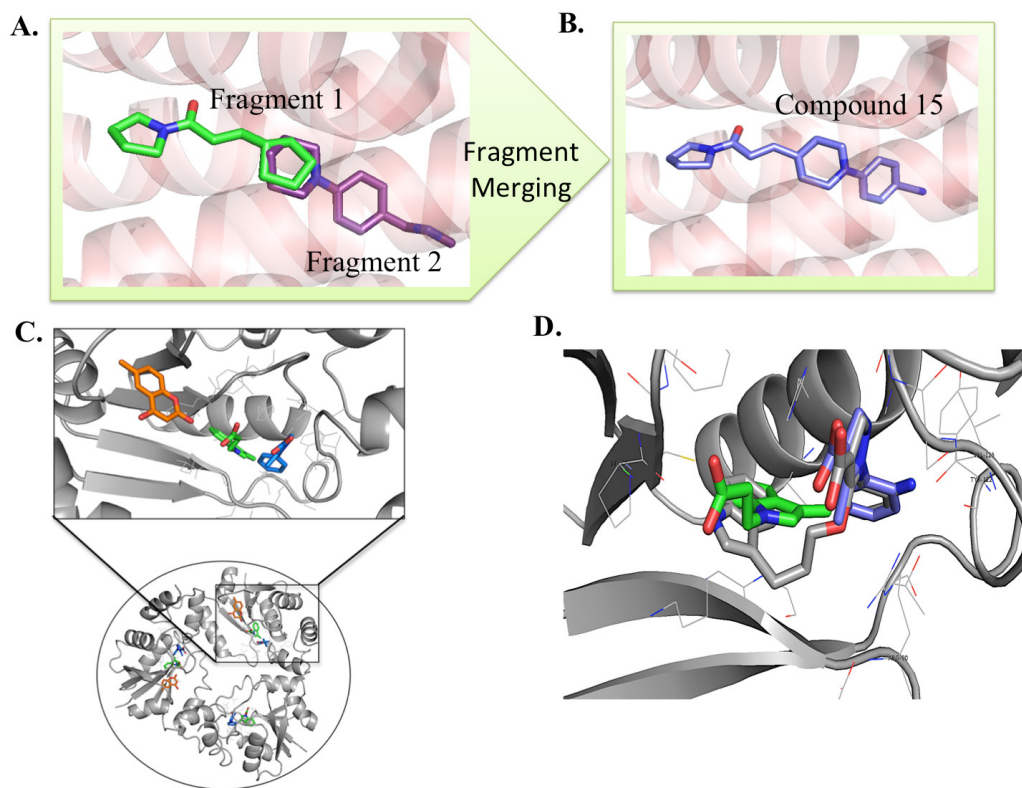 A.
Fragment 1
Fragment 2
Fragment
Merging
B.
Compound 15
C.
D.